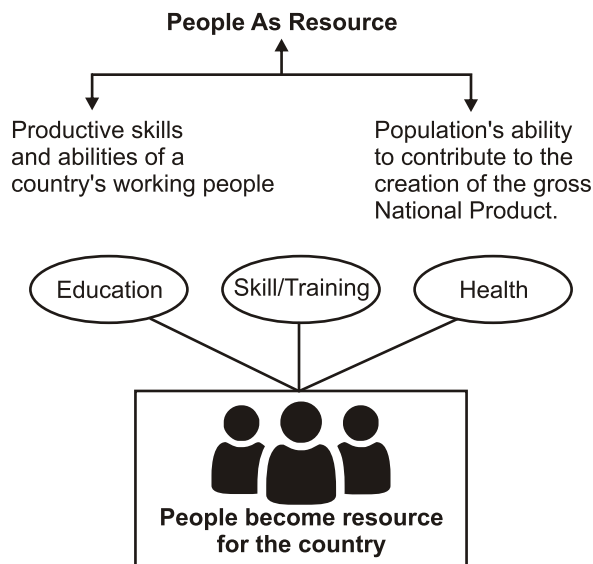 People As Resource
Productive skills
and abilities of a
country's working people
Population's ability
to contribute to the
creation of the gross
National Product.
Education
Skill/Training
Health
People become resource
for the country